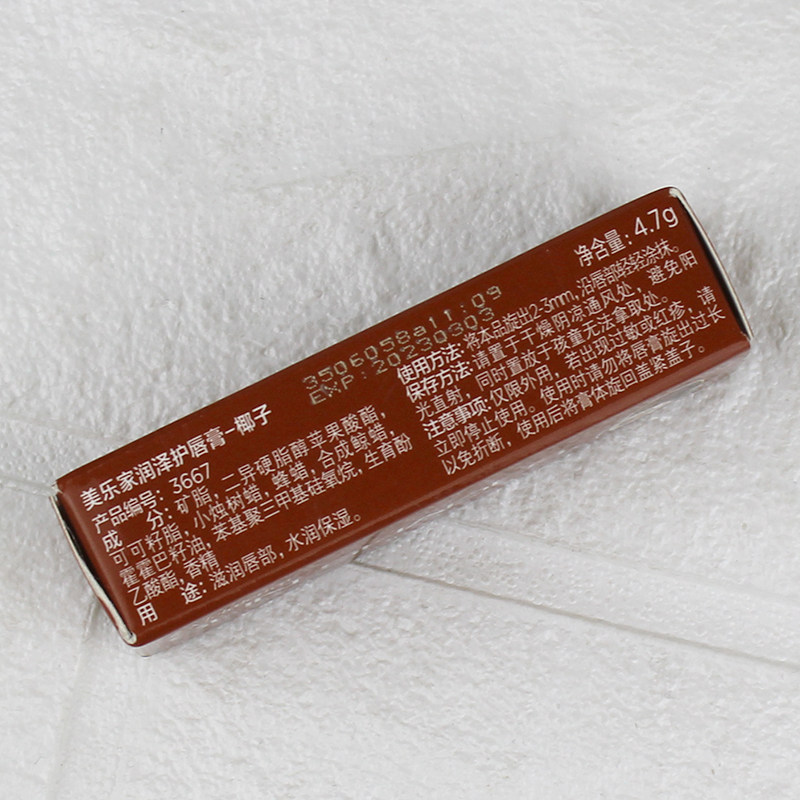 美乐家润泽护唇膏-椰子
产品编号: 3667
成 分: 矿脂, 二异硬脂醇苹果酸酯,
可可籽脂, 小烛树蜡, 蜂蜡, 合成鲸蜡,
霍霍巴籽油, 苯基聚三甲基硅氧烷, 生育酚
乙酸酯, 香精
用 途: 滋润唇部, 水润保湿。
3506058a11:09
EXP:20230303
净含量: 4.7g
使用方法: 将本品旋出2-3mm, 沿唇部轻轻涂抹。
保存方法: 请置于干燥阴凉通风处, 避免阳
光直射, 同时置放于孩童无法拿取处。
注意事项: 仅限外用, 若出现过敏或红疹, 请
立即停止使用。使用时请勿将唇膏旋出过长
以免折断, 使用后将膏体旋回盖紧盖子。